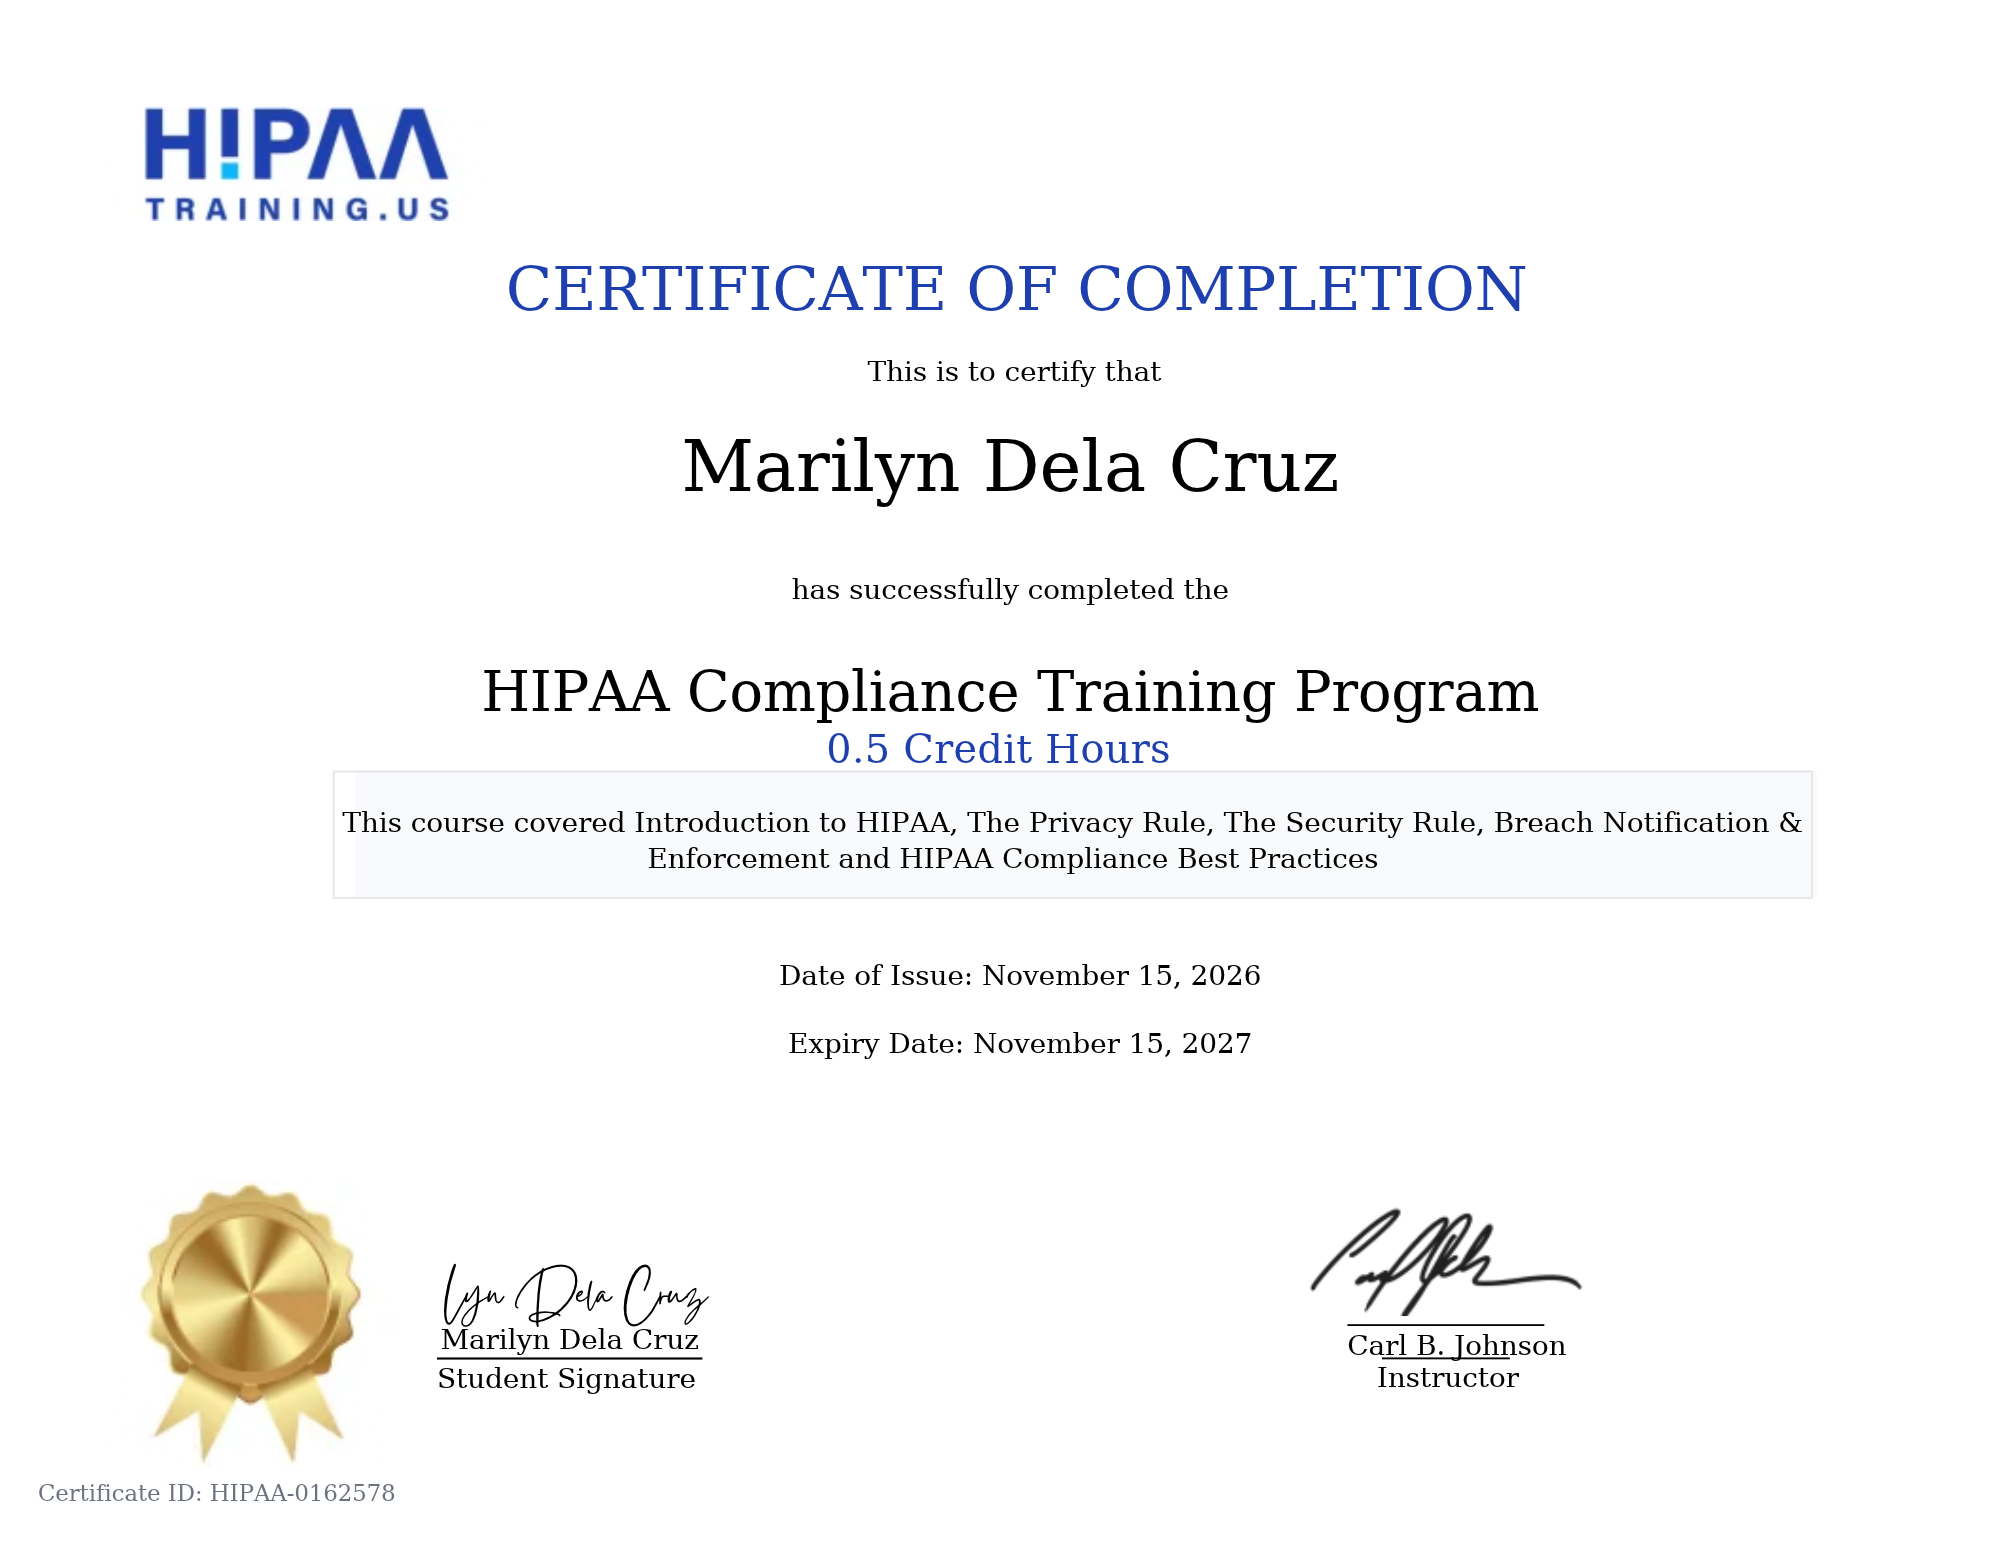 H!PAA
TRAINING.US
CERTIFICATE OF COMPLETION
This is to certify that
Marilyn Dela Cruz
has successfully completed the
HIPAA Compliance Training Program
0.5 Credit Hours
This course covered Introduction to HIPAA, The Privacy Rule, The Security Rule, Breach Notification &
Enforcement and HIPAA Compliance Best Practices
Date of Issue: November 15, 2026
Expiry Date: November 15, 2027
Lyn Dela Cruz
Marilyn Dela Cruz
Student Signature
Carl B. Johnson
Instructor
Certificate ID: HIPAA-0162578